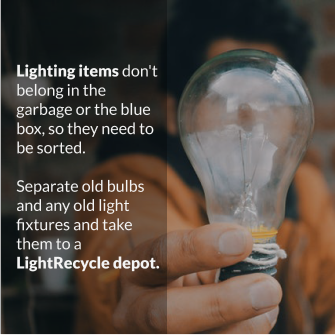 Lighting items don't
belong in the
garbage or the blue
box, so they need to
be sorted.
Separate old bulbs
and any old light
fixtures and take
them to a
LightRecycle depot.